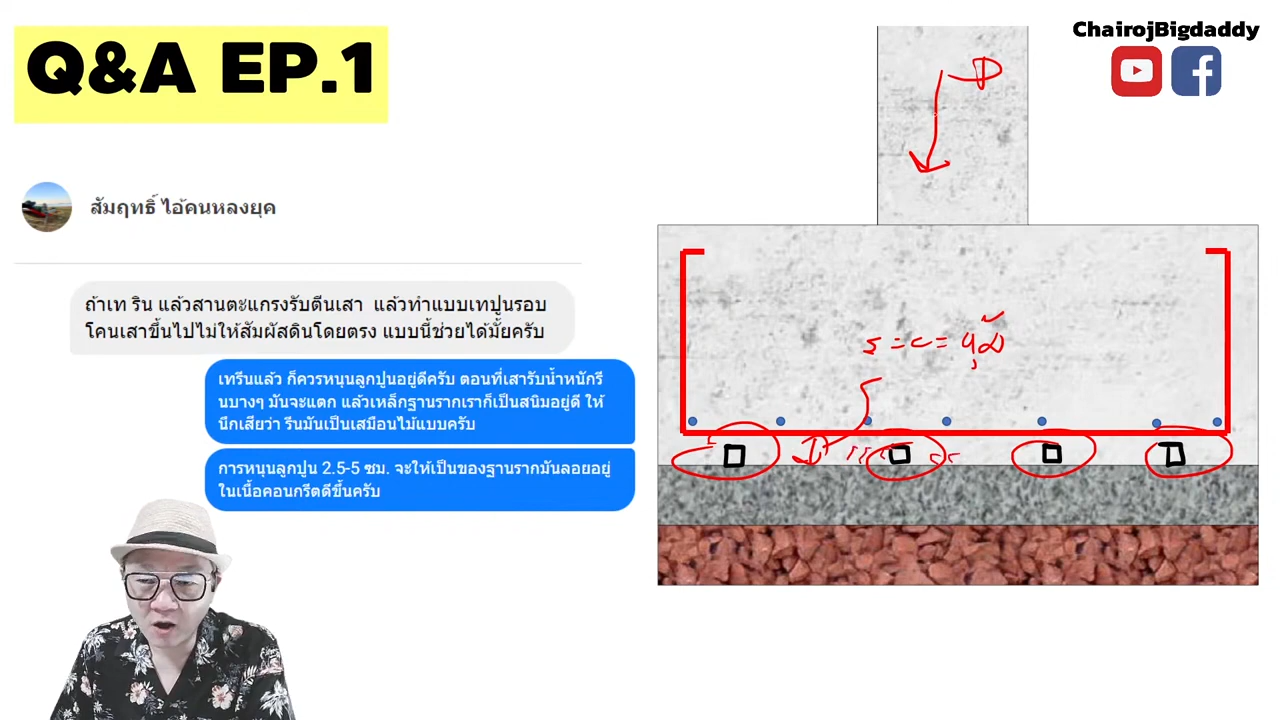 Q&A EP.1
ChairojBigdaddy
สัมฤทธิ์ ไอ้คนหลงยุค
ถ้าเท ริน แล้วสานตะแกรงรับตีนเสา แล้วทำแบบเทปูนรอบ
โคนเสาขึ้นไปไม่ให้สัมผัสดินโดยตรง แบบนี้ช่วยได้มั้ยครับ
เทรีนแล้ว ก็ควรหนุนลูกปูนอยู่ดีครับ ตอนที่เสารับน้ำหนักรี
นบางๆ มันจะแตก แล้วเหล็กฐานรากเราก็เป็นสนิมอยู่ดี ให้
นึกเสียว่า รีนมันเป็นเสมือนไม้แบบครับ
การหนุนลูกปูน 2.5-5 ซม. จะให้เป็นของฐานรากมันลอยอยู่
ในเนื้อคอนกรีตดีขึ้นครับ
P